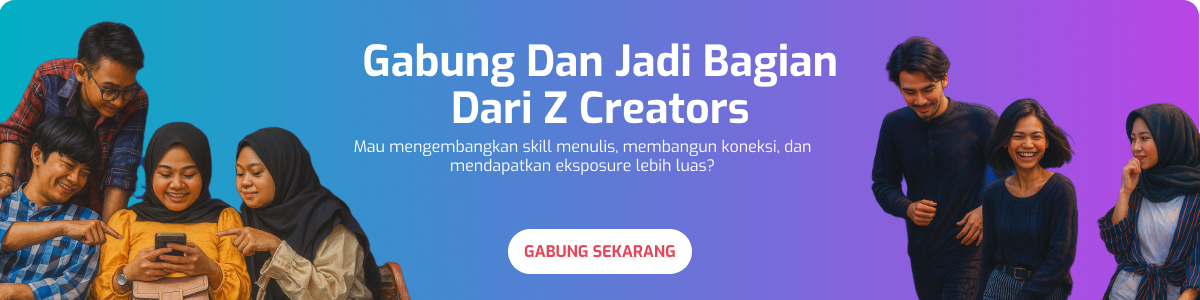 Gabung Dan Jadi Bagian
Dari Z Creators
Mau mengembangkan skill menulis, membangun koneksi, dan
mendapatkan eksposure lebih luas?
GABUNG SEKARANG